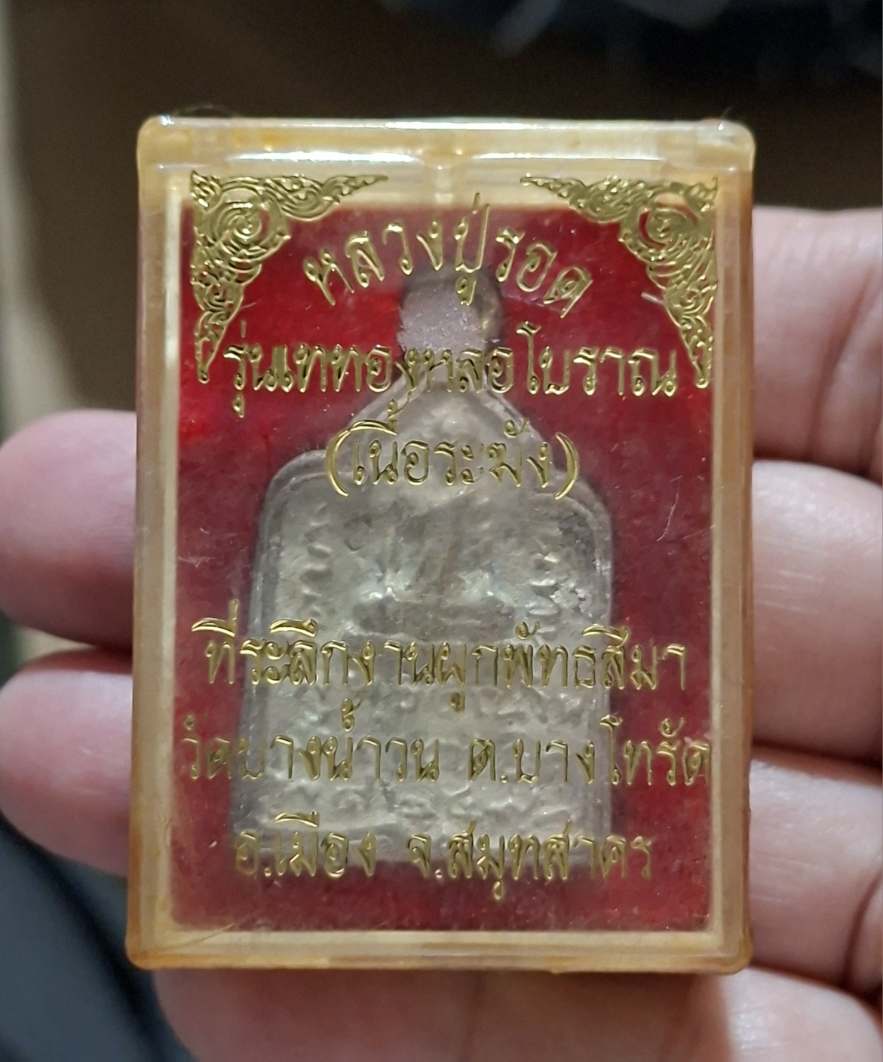 หลวงปู่รอด
รุ่นเททองหล่อโบราณ
(เนื้อระฆัง)
ที่ระลึกงานผูกพัทธสีมา
วัดบางน้ำวน ต.บางโทรัด
อ.เมือง จ.สมุทสาคร